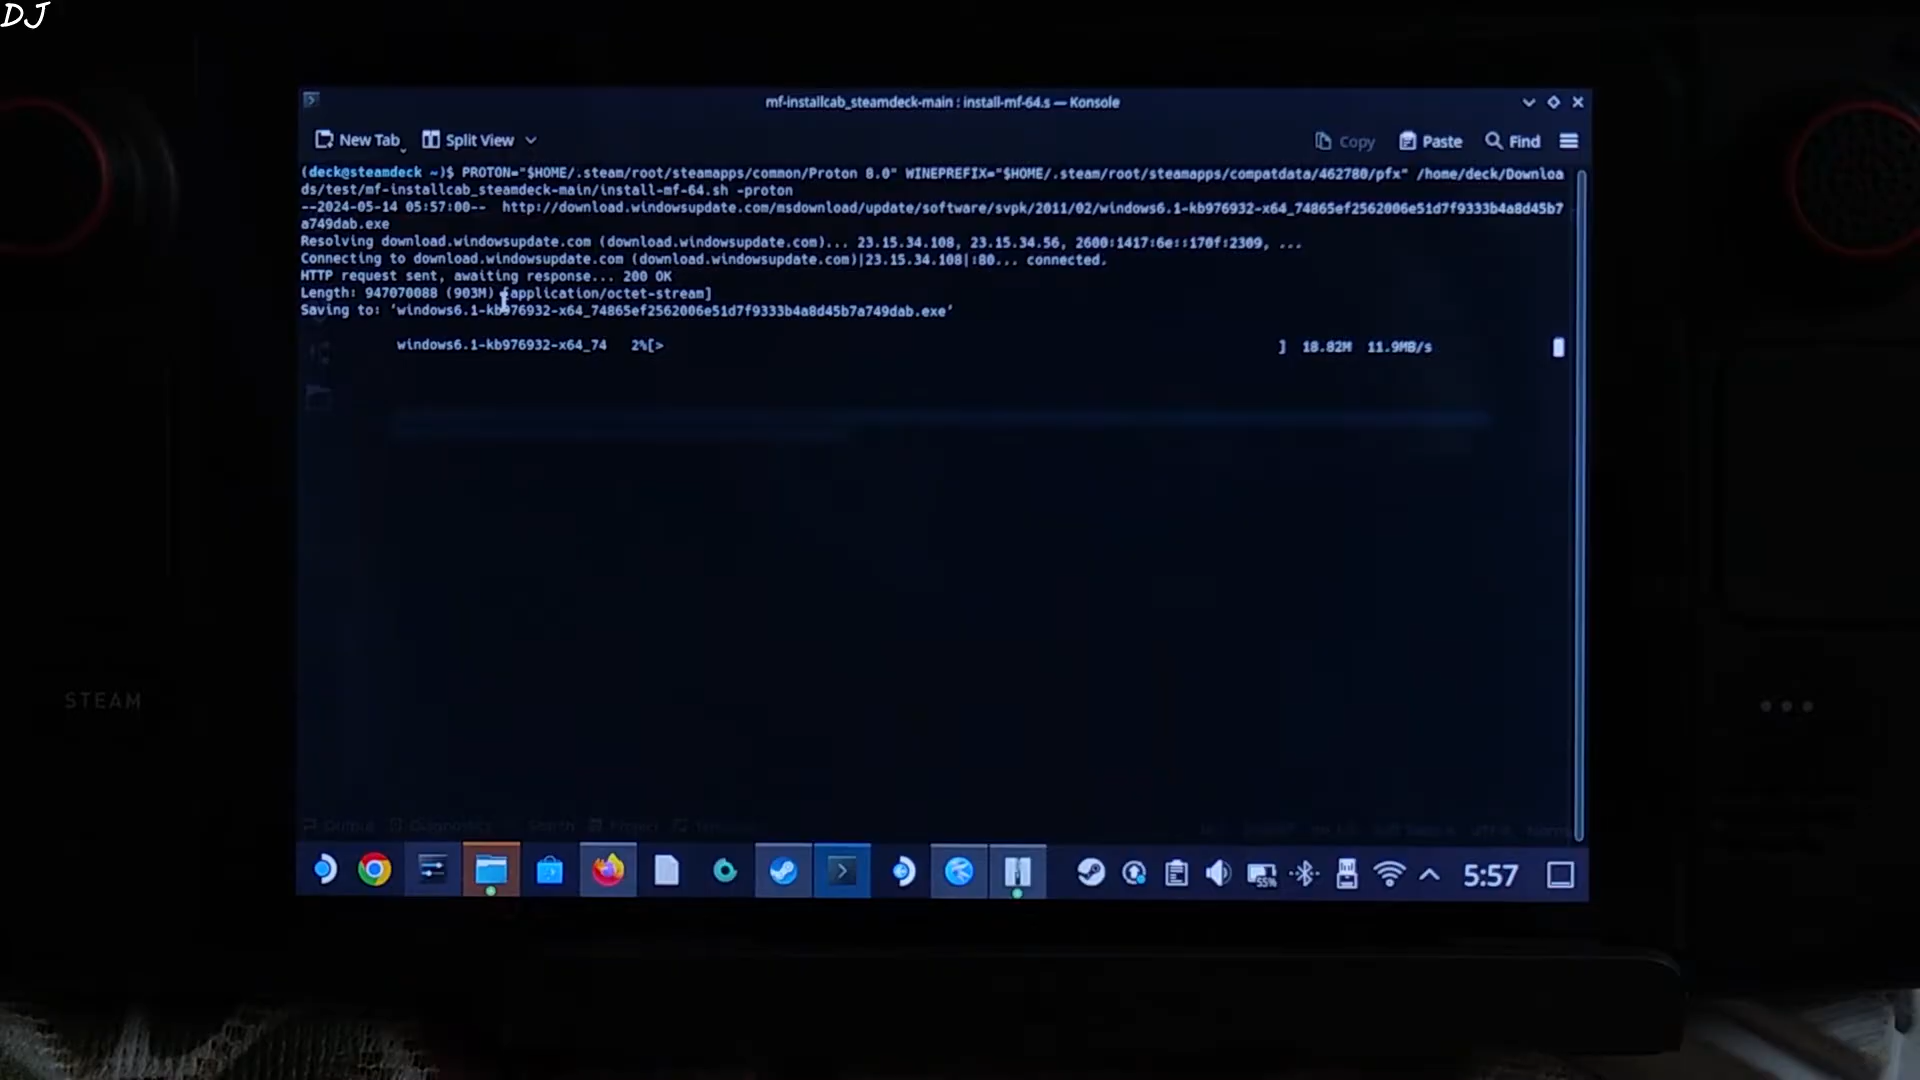 DJ
mf-installcab_steamdeck-main : install-mf-64.s — Konsole
New Tab
Split View
Copy
Paste
Find
(deck@steamdeck ~)$ PROTON="$HOME/.steam/root/steamapps/common/Proton 8.0" WINEPREFIX="$HOME/.steam/root/steamapps/compatdata/462780/pfx" /home/deck/Downloa
ds/test/mf-installcab_steamdeck-main/install-mf-64.sh -proton
--2024-05-14 05:57:00--  http://download.windowsupdate.com/msdownload/update/software/svpk/2011/02/windows6.1-kb976932-x64_74865ef2562006e51d7f9333b4a8d45b7
a749dab.exe
Resolving download.windowsupdate.com (download.windowsupdate.com)... 23.15.34.108, 23.15.34.56, 2600:1417:6e::170f:2309, ...
Connecting to download.windowsupdate.com (download.windowsupdate.com)|23.15.34.108|:80... connected.
HTTP request sent, awaiting response... 200 OK
Length: 947070088 (903M) [application/octet-stream]
Saving to: ‘windows6.1-kb976932-x64_74865ef2562006e51d7f9333b4a8d45b7a749dab.exe’
windows6.1-kb976932-x64_74   2%[>                ]  18.82M  11.9MB/s
STEAM
Output Diagnostics Search Project
55%
5:57